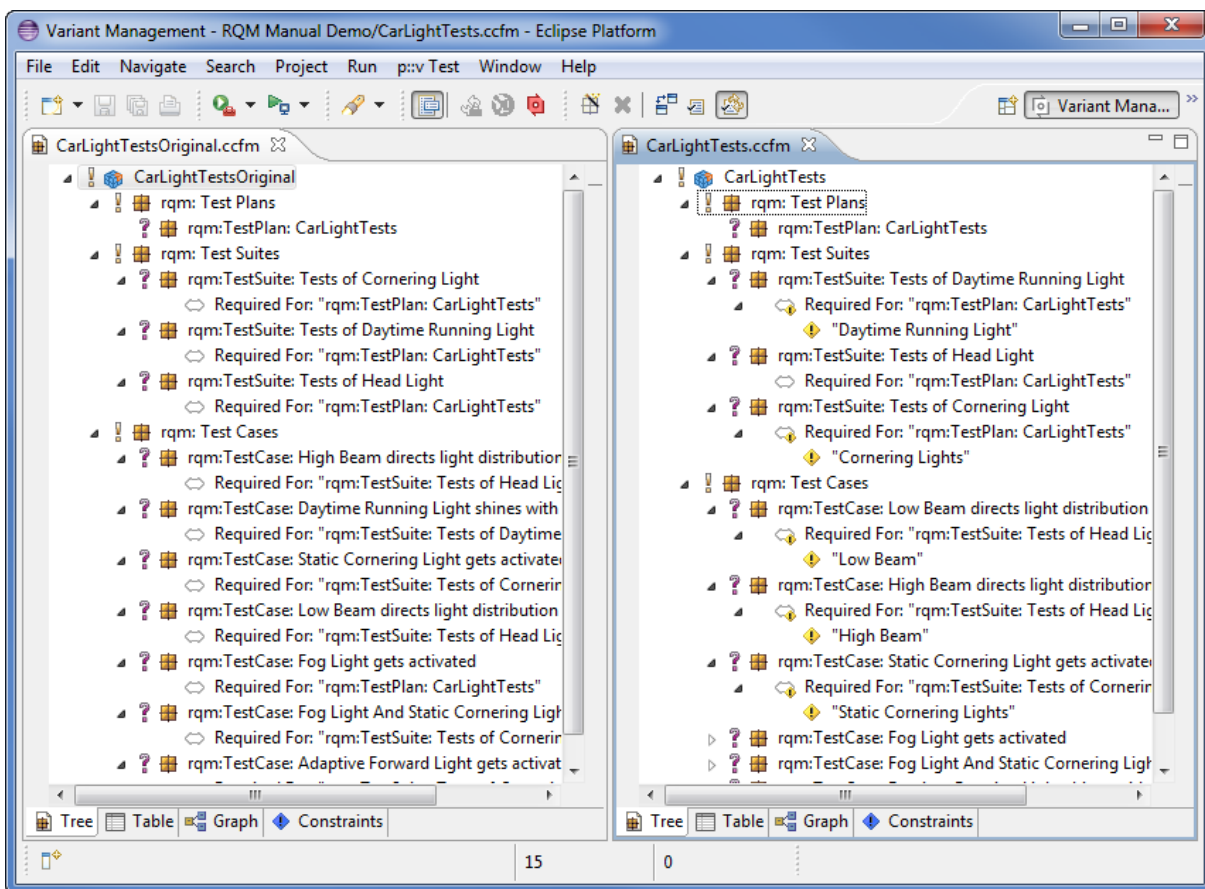 Variant Management - RQM Manual Demo/CarLightTests.ccfm - Eclipse Platform
File Edit Navigate Search Project Run p::v Test Window Help
Variant Mana... »
CarLightTestsOriginal.ccfm
CarLightTestsOriginal
rqm: Test Plans
rqm:TestPlan: CarLightTests
rqm: Test Suites
rqm:TestSuite: Tests of Cornering Light
Required For: "rqm:TestPlan: CarLightTests"
rqm:TestSuite: Tests of Daytime Running Light
Required For: "rqm:TestPlan: CarLightTests"
rqm:TestSuite: Tests of Head Light
Required For: "rqm:TestPlan: CarLightTests"
rqm: Test Cases
rqm:TestCase: High Beam directs light distribution
Required For: "rqm:TestSuite: Tests of Head Lig
rqm:TestCase: Daytime Running Light shines with
Required For: "rqm:TestSuite: Tests of Daytime
rqm:TestCase: Static Cornering Light gets activate
Required For: "rqm:TestSuite: Tests of Cornerin
rqm:TestCase: Low Beam directs light distribution
Required For: "rqm:TestSuite: Tests of Head Lig
rqm:TestCase: Fog Light gets activated
Required For: "rqm:TestPlan: CarLightTests"
rqm:TestCase: Fog Light And Static Cornering Ligh
Required For: "rqm:TestSuite: Tests of Cornerin
rqm:TestCase: Adaptive Forward Light gets activat
Tree Table Graph Constraints
CarLightTests.ccfm
CarLightTests
rqm: Test Plans
rqm:TestPlan: CarLightTests
rqm: Test Suites
rqm:TestSuite: Tests of Daytime Running Light
Required For: "rqm:TestPlan: CarLightTests"
"Daytime Running Light"
rqm:TestSuite: Tests of Head Light
Required For: "rqm:TestPlan: CarLightTests"
rqm:TestSuite: Tests of Cornering Light
Required For: "rqm:TestPlan: CarLightTests"
"Cornering Lights"
rqm: Test Cases
rqm:TestCase: Low Beam directs light distribution
Required For: "rqm:TestSuite: Tests of Head Lig
"Low Beam"
rqm:TestCase: High Beam directs light distribution
Required For: "rqm:TestSuite: Tests of Head Lig
"High Beam"
rqm:TestCase: Static Cornering Light gets activate
Required For: "rqm:TestSuite: Tests of Cornerin
"Static Cornering Lights"
rqm:TestCase: Fog Light gets activated
rqm:TestCase: Fog Light And Static Cornering Ligh
Tree Table Graph Constraints
15 0